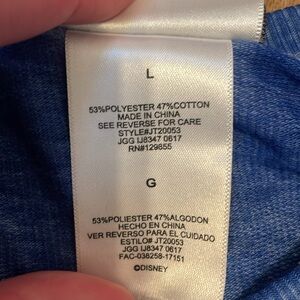 L
53%POLYESTER 47%COTTON
MADE IN CHINA
SEE REVERSE FOR CARE
STYLE#JT20053
JGG IJ8347 0617
RN#129855
G
53%POLIESTER 47%ALGODON
HECHO EN CHINA
VER REVERSO PARA EL CUIDADO
ESTILO# JT20053
JGG IJ8347 0617
FAC-036258-17151
©DISNEY